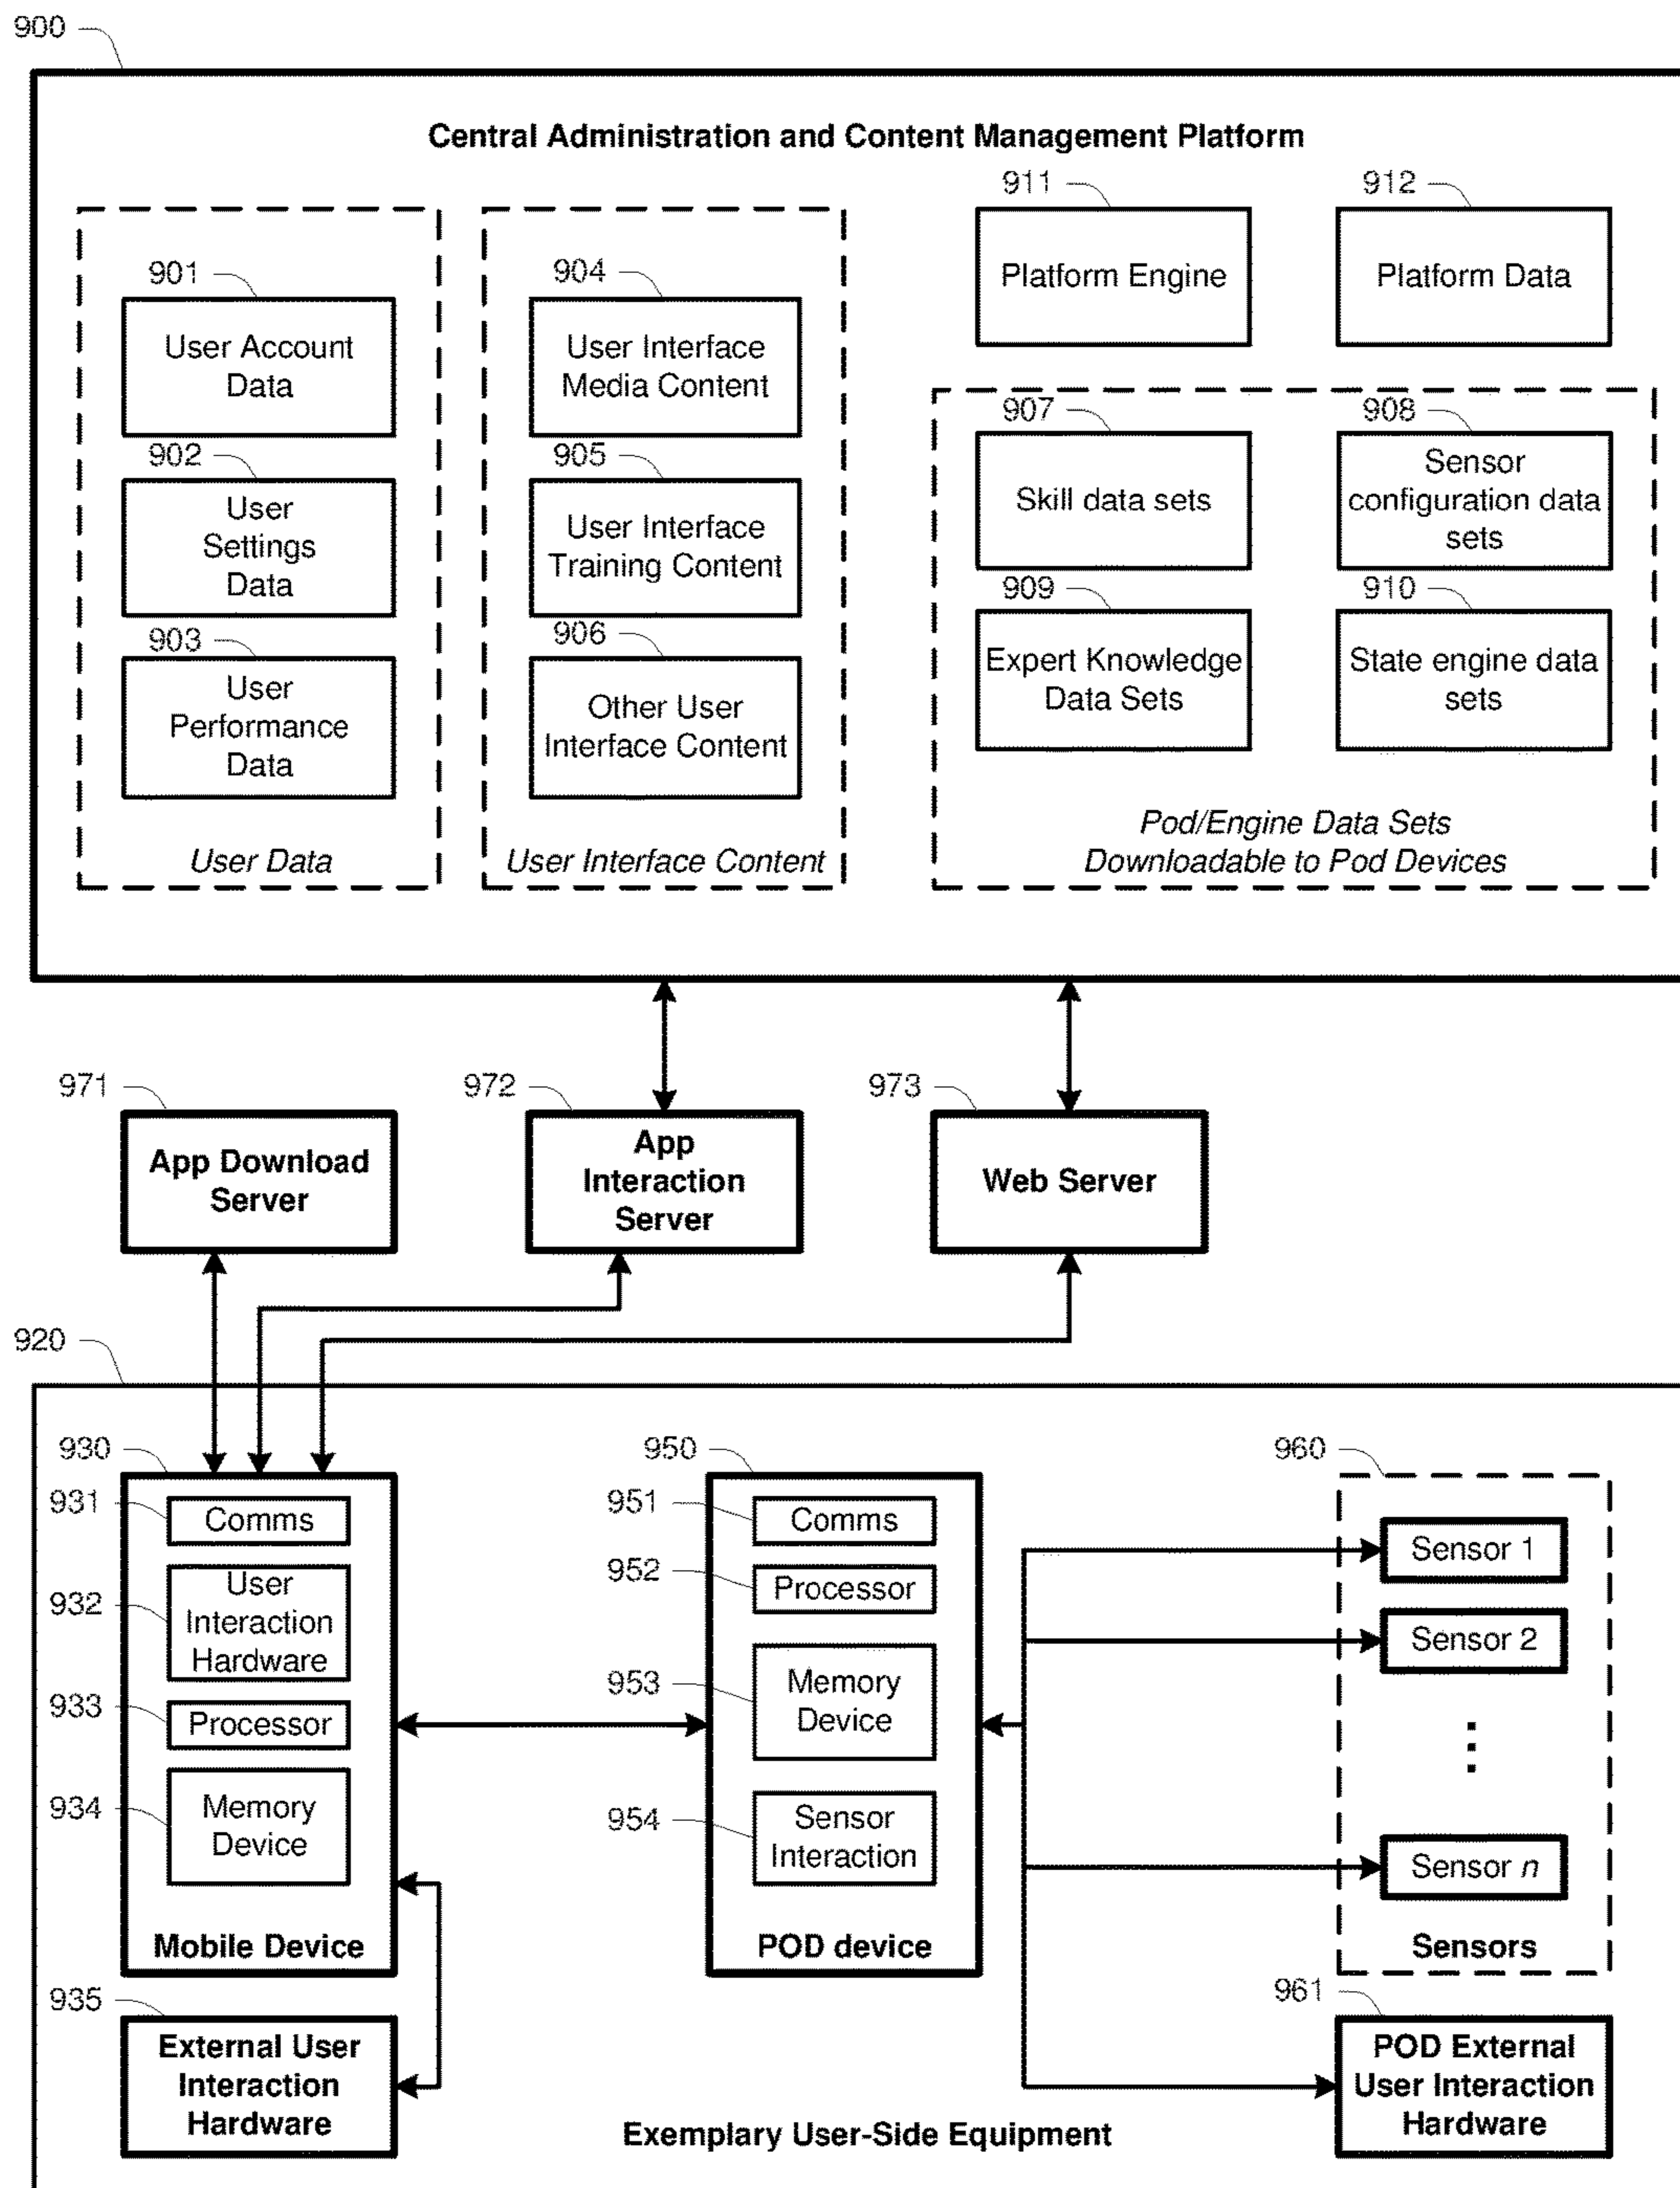 900
Central Administration and Content Management Platform
911
912
Platform Engine
Platform Data
901
User Account
Data
902
User
Settings
Data
903
User
Performance
Data
User Data
904
User Interface
Media Content
905
User Interface
Training Content
906
Other User
Interface Content
User Interface Content
907
Skill data sets
908
Sensor
configuration data
sets
909
Expert Knowledge
Data Sets
910
State engine data
sets
Pod/Engine Data Sets
Downloadable to Pod Devices
971
App Download
Server
972
App
Interaction
Server
973
Web Server
920
930
931
Comms
932
User
Interaction
Hardware
933
Processor
934
Memory
Device
Mobile Device
935
External User
Interaction
Hardware
950
951
Comms
952
Processor
953
Memory
Device
954
Sensor
Interaction
POD device
960
Sensor 1
Sensor 2
Sensor n
Sensors
961
POD External
User Interaction
Hardware
Exemplary User-Side Equipment